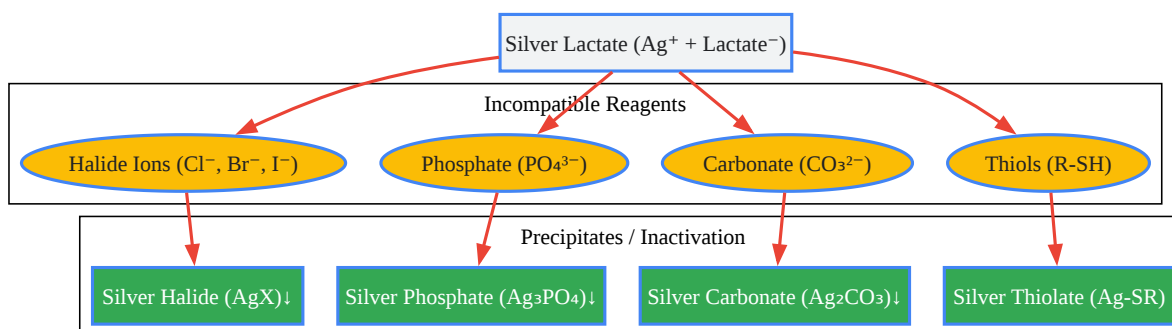 Silver Lactate (Ag⁺ + Lactate⁻)
Incompatible Reagents
Halide Ions (Cl⁻, Br⁻, I⁻)
Phosphate (PO₄³⁻)
Carbonate (CO₃²⁻)
Thiols (R-SH)
Precipitates / Inactivation
Silver Halide (AgX)↓
Silver Phosphate (Ag₃PO₄)↓
Silver Carbonate (Ag₂CO₃)↓
Silver Thiolate (Ag-SR)